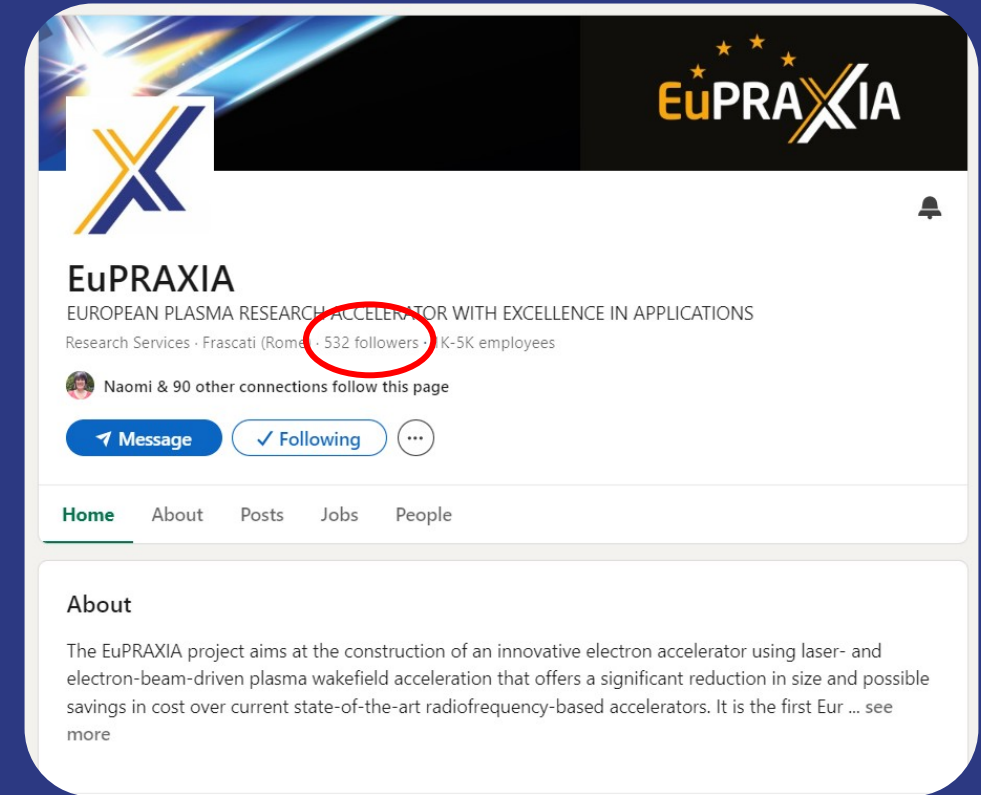 EuPRAXIA
EuPRAXIA
EUROPEAN PLASMA RESEARCH ACCELERATOR WITH EXCELLENCE IN APPLICATIONS
Research Services · Frascati (Rome) · 532 followers · 1K-5K employees
Naomi & 90 other connections follow this page
Message ✓ Following ...
Home About Posts Jobs People
About
The EuPRAXIA project aims at the construction of an innovative electron accelerator using laser- and
electron-beam-driven plasma wakefield acceleration that offers a significant reduction in size and possible
savings in cost over current state-of-the-art radiofrequency-based accelerators. It is the first Eur ... see
more